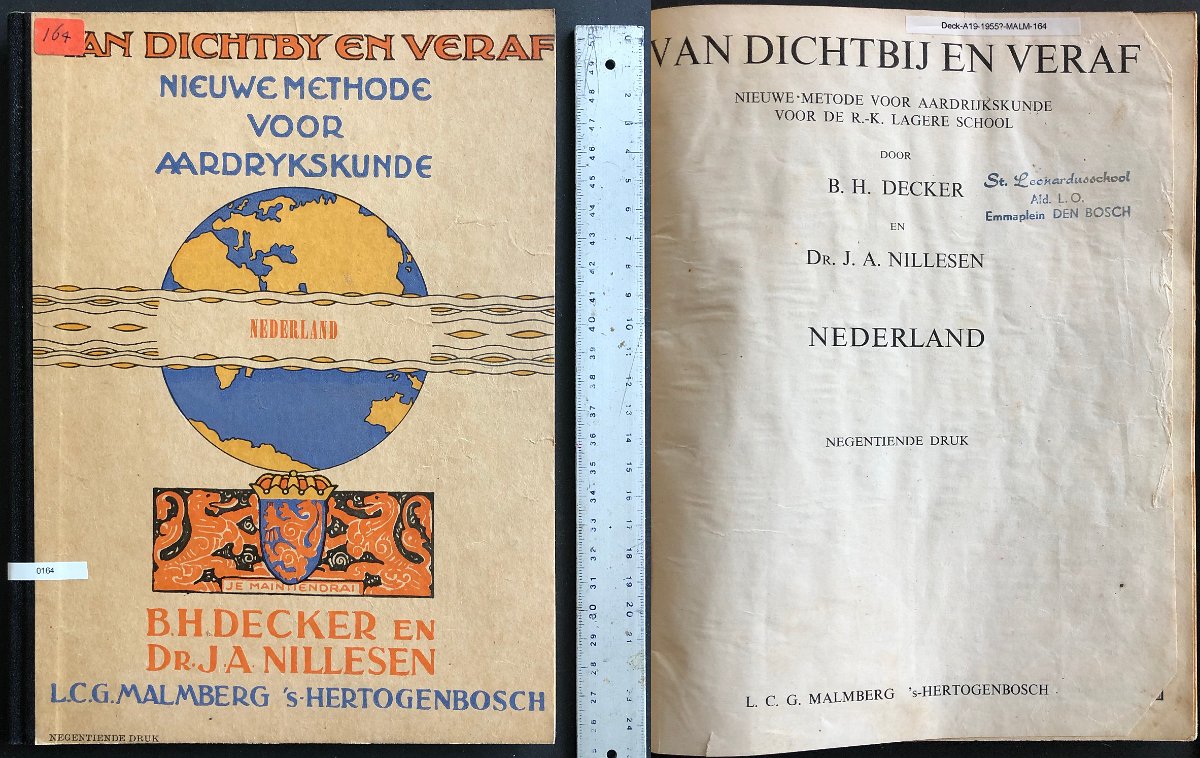 164
VAN DICHTBY EN VERAF
NIEUWE METHODE
VOOR
AARDRYKSKUNDE
NEDERLAND
JE MAINTIENDRAI
0164
B.H. DECKER EN
DR. J.A. NILLESEN
L.C.G. MALMBERG 's HERTOGENBOSCH
NEGENTIENDE DRUK
Deck-A19-1955?-MALM-164
VAN DICHTBIJ EN VERAF
NIEUWE METODE VOOR AARDRIJKSKUNDE
VOOR DE R.-K. LAGERE SCHOOL
DOOR
B. H. DECKER
St. Leonardusschool
Afd. L.O.
Emmaplein DEN BOSCH
EN
DR. J. A. NILLESEN
NEDERLAND
NEGENTIENDE DRUK
L. C. G. MALMBERG 's-HERTOGENBOSCH